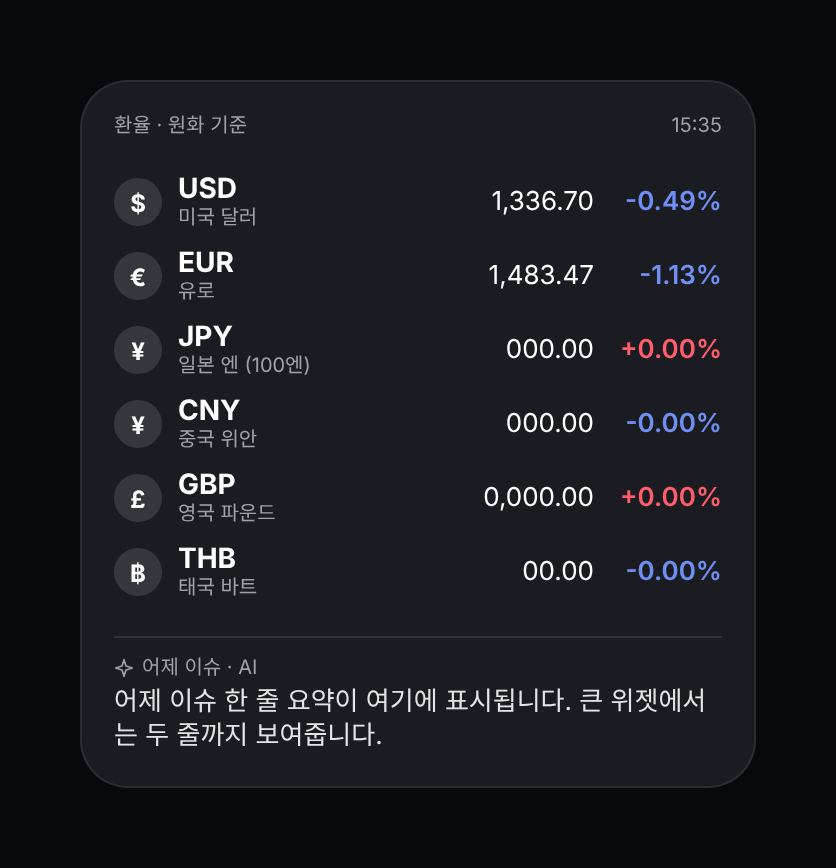 환율 · 원화 기준 15:35
$ USD 1,336.70 -0.49%
미국 달러
€ EUR 1,483.47 -1.13%
유로
¥ JPY 000.00 +0.00%
일본 엔 (100엔)
¥ CNY 000.00 -0.00%
중국 위안
£ GBP 0,000.00 +0.00%
영국 파운드
฿ THB 00.00 -0.00%
태국 바트
어제 이슈 · AI
어제 이슈 한 줄 요약이 여기에 표시됩니다. 큰 위젯에서
는 두 줄까지 보여줍니다.